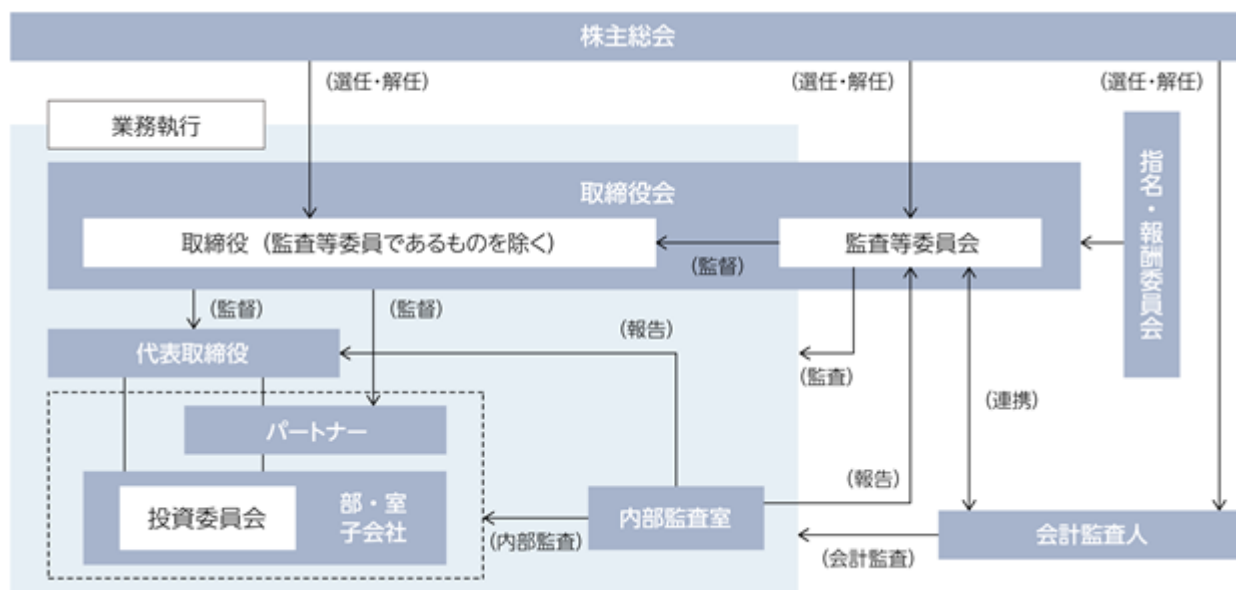 株主総会
(選任・解任)
(選任・解任)
(選任・解任)
業務執行
指名・報酬委員会
取締役会
取締役（監査等委員であるものを除く）
監査等委員会
(監督)
(監督)
(監督)
代表取締役
(報告)
(監査)
(連携)
パートナー
(報告)
投資委員会
部・室
子会社
内部監査室
(内部監査)
会計監査人
(会計監査)